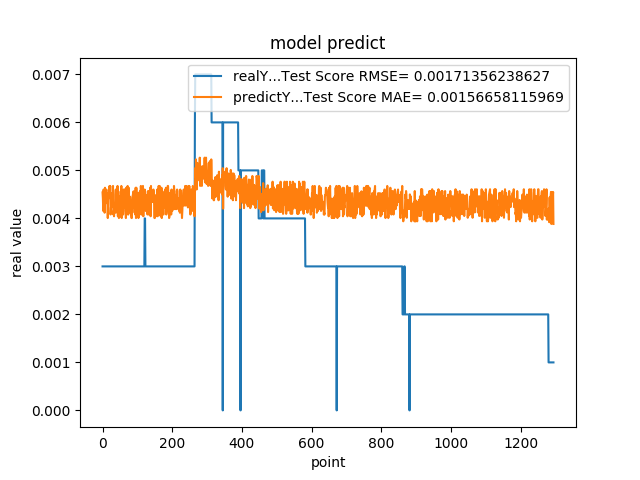 model predict
realY...Test Score RMSE= 0.00171356238627
predictY...Test Score MAE= 0.00156658115969
0.007
0.006
0.005
0.004
0.003
0.002
0.001
0.000
real value
0 200 400 600 800 1000 1200
point